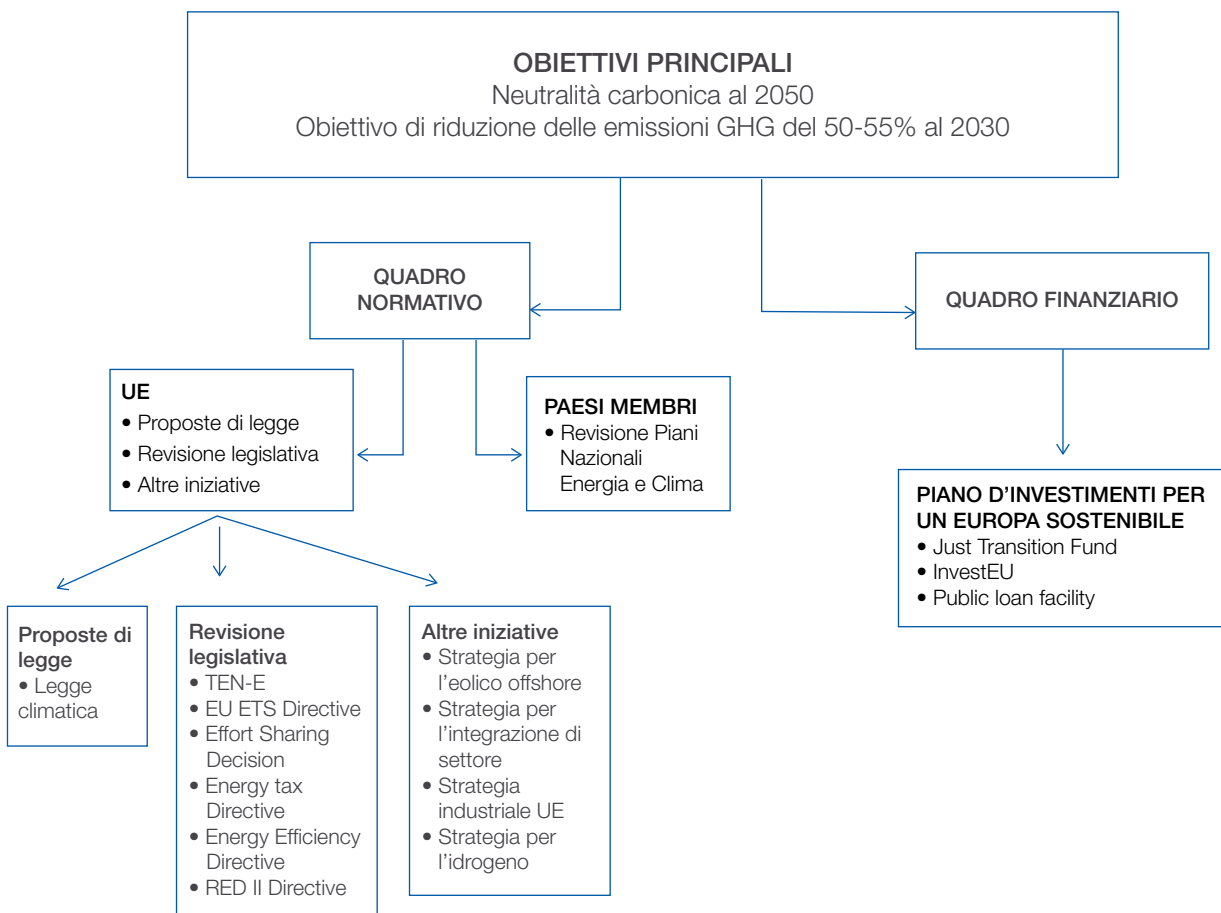 OBIETTIVI PRINCIPALI
Neutralità carbonica al 2050
Obiettivo di riduzione delle emissioni GHG del 50-55% al 2030
QUADRO
NORMATIVO
QUADRO FINANZIARIO
UE
• Proposte di legge
• Revisione legislativa
• Altre iniziative
PAESI MEMBRI
• Revisione Piani
Nazionali
Energia e Clima
PIANO D’INVESTIMENTI PER
UN EUROPA SOSTENIBILE
• Just Transition Fund
• InvestEU
• Public loan facility
Proposte di
legge
• Legge
climatica
Revisione
legislativa
• TEN-E
• EU ETS Directive
• Effort Sharing
Decision
• Energy tax
Directive
• Energy Efficiency
Directive
• RED II Directive
Altre iniziative
• Strategia per
l’eolico offshore
• Strategia per
l’integrazione di
settore
• Strategia
industriale UE
• Strategia per
l’idrogeno